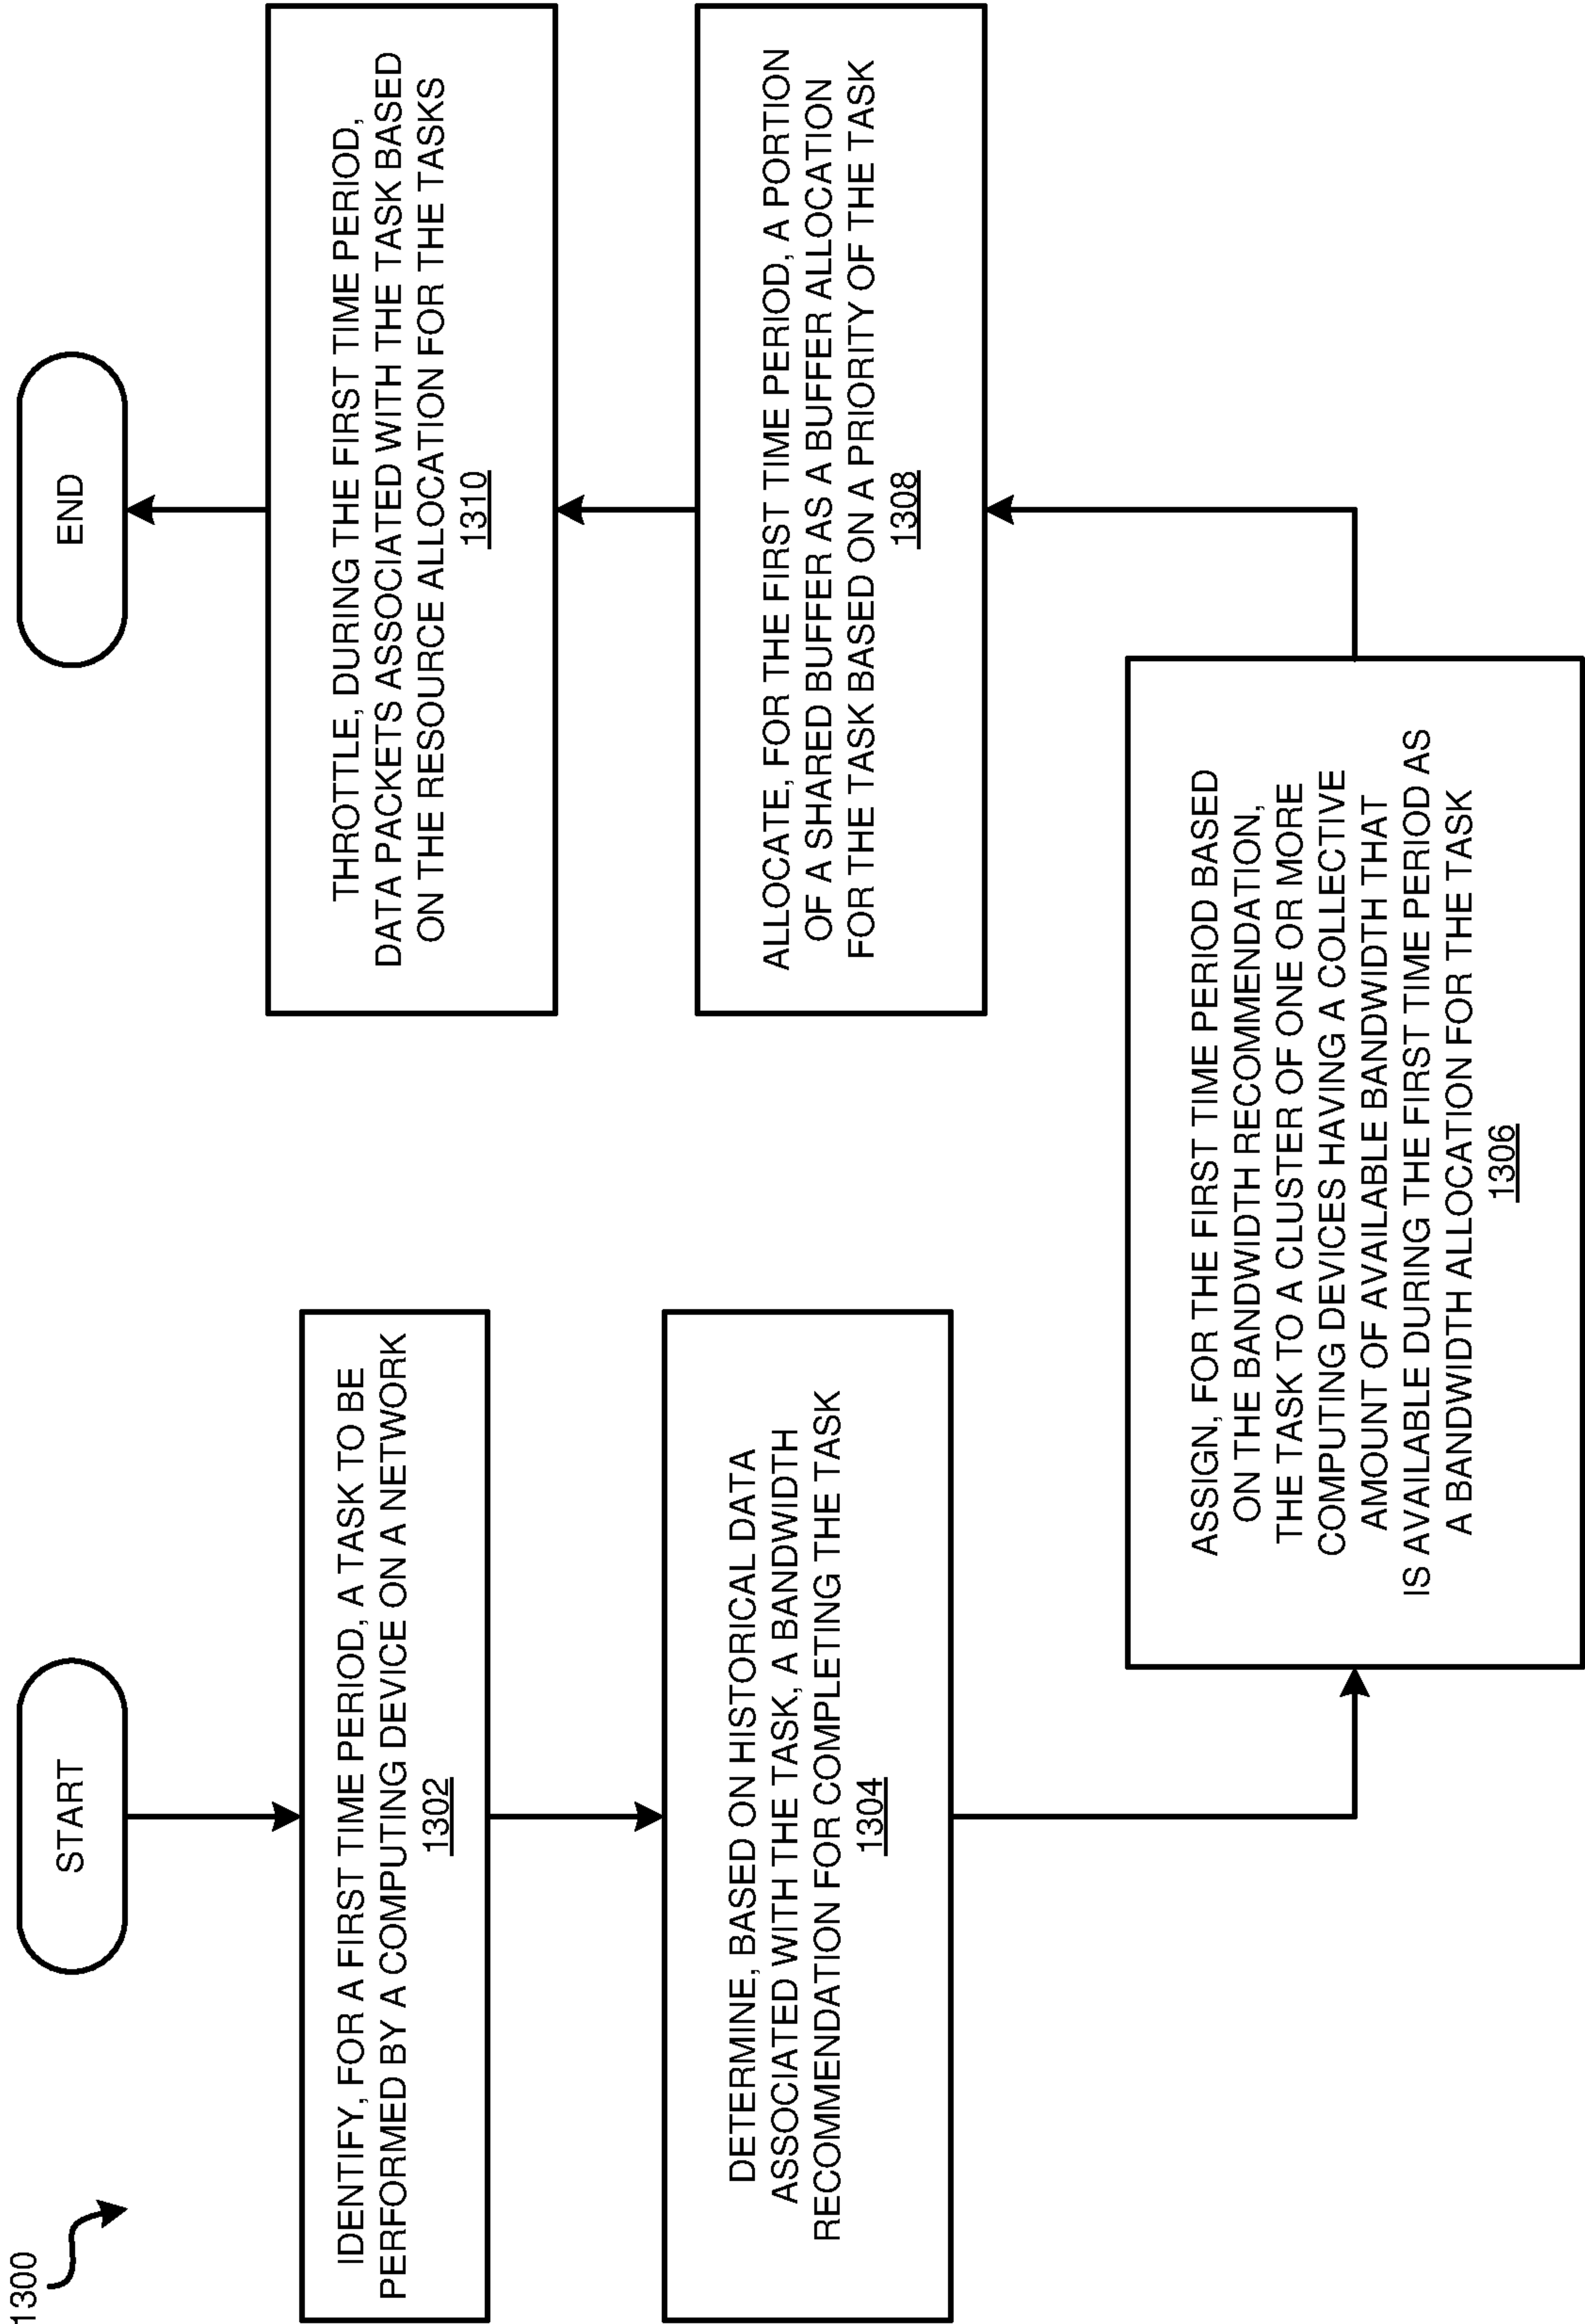 1300
START
IDENTIFY, FOR A FIRST TIME PERIOD, A TASK TO BE
PERFORMED BY A COMPUTING DEVICE ON A NETWORK
1302
DETERMINE, BASED ON HISTORICAL DATA
ASSOCIATED WITH THE TASK, A BANDWIDTH
RECOMMENDATION FOR COMPLETING THE TASK
1304
ASSIGN, FOR THE FIRST TIME PERIOD BASED
ON THE BANDWIDTH RECOMMENDATION,
THE TASK TO A CLUSTER OF ONE OR MORE
COMPUTING DEVICES HAVING A COLLECTIVE
AMOUNT OF AVAILABLE BANDWIDTH THAT
IS AVAILABLE DURING THE FIRST TIME PERIOD AS
A BANDWIDTH ALLOCATION FOR THE TASK
1306
ALLOCATE, FOR THE FIRST TIME PERIOD, A PORTION
OF A SHARED BUFFER AS A BUFFER ALLOCATION
FOR THE TASK BASED ON A PRIORITY OF THE TASK
1308
THROTTLE, DURING THE FIRST TIME PERIOD,
DATA PACKETS ASSOCIATED WITH THE TASK BASED
ON THE RESOURCE ALLOCATION FOR THE TASKS
1310
END